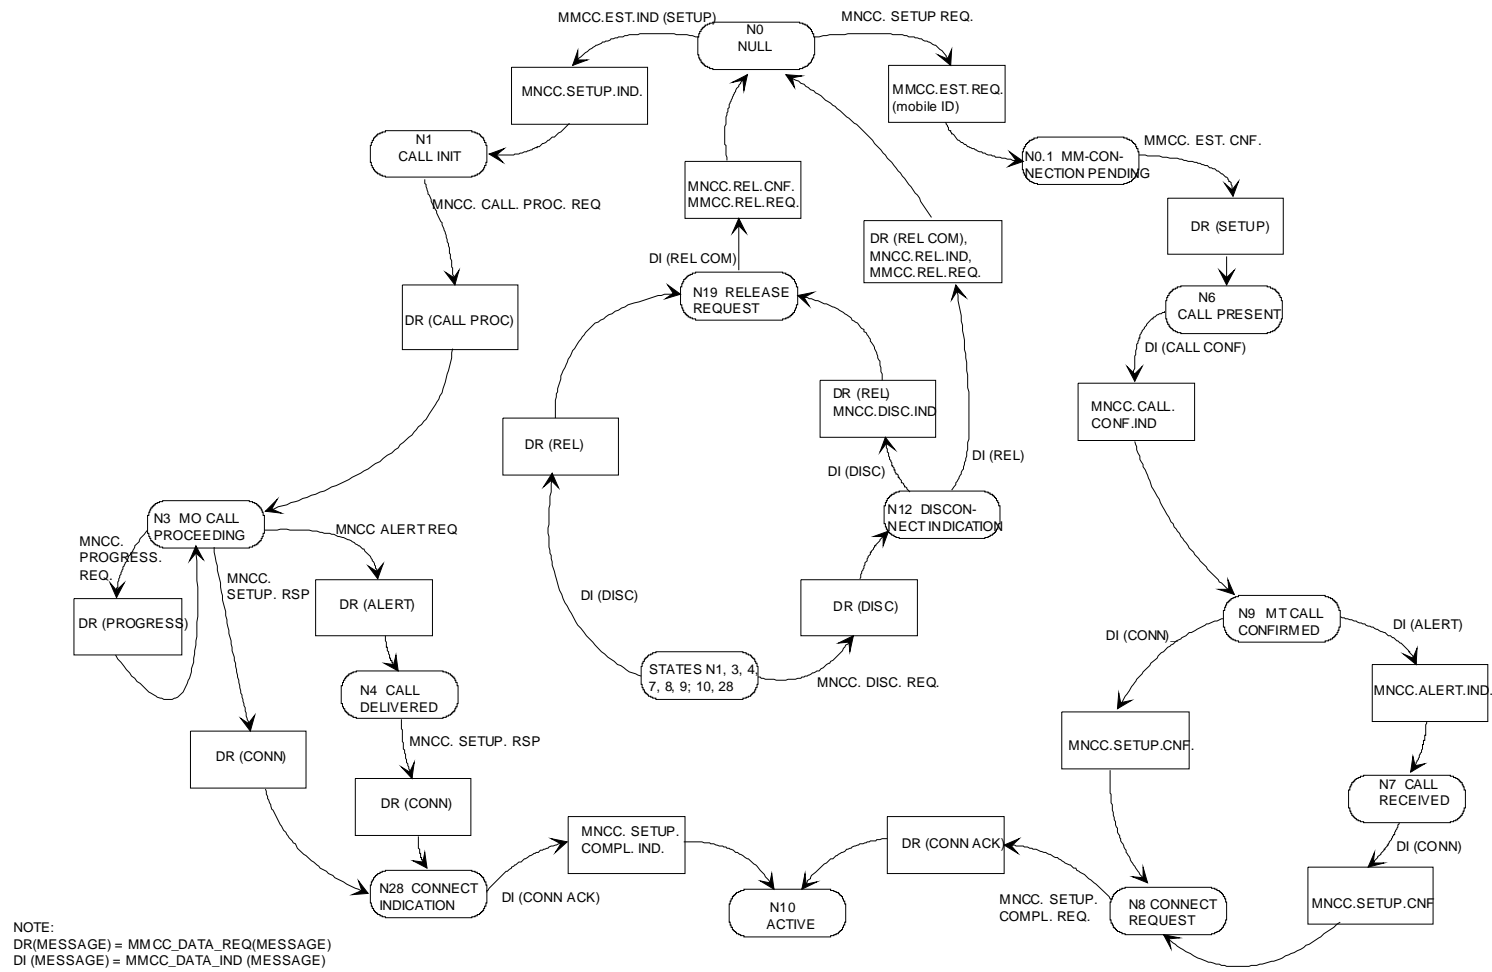 MMCC.EST.IND (SETUP)
N0
NULL
MNCC. SETUP REQ.
MNCC.SETUP.IND.
MMCC.EST.REQ.
(mobile ID)
N1
CALL INIT
N0.1 MM-CON-
NECTION PENDING
MMCC. EST. CNF.
MNCC. CALL. PROC. REQ
MNCC.REL.CNF.
MMCC.REL.REQ.
DR (SETUP)
DR (REL COM),
MNCC.REL.IND,
MMCC.REL.REQ.
DI (REL COM)
N19 RELEASE
REQUEST
N6
CALL PRESENT
DR (CALL PROC)
DI (CALL CONF)
DR (REL)
MNCC.DISC.IND
MNCC.CALL.
CONF.IND
DR (REL)
DI (DISC)
DI (REL)
N12 DISCON-
NECT INDICATION
N3 MO CALL
PROCEEDING
MNCC ALERT REQ
MNCC.
PROGRESS.
REQ.
MNCC.
SETUP. RSP
DR (PROGRESS)
DR (ALERT)
DI (DISC)
DR (DISC)
N9 MT CALL
CONFIRMED
DI (CONN)
DI (ALERT)
STATES N1, 3, 4,
7, 8, 9; 10, 28
MNCC. DISC. REQ.
N4 CALL
DELIVERED
MNCC.ALERT.IND.
MNCC. SETUP. RSP
DR (CONN)
MNCC.SETUP.CNF.
DR (CONN)
N7 CALL
RECEIVED
MNCC. SETUP.
COMPL. IND.
DR (CONN ACK)
DI (CONN)
N28 CONNECT
INDICATION
DI (CONN ACK)
N10
ACTIVE
MNCC. SETUP.
COMPL. REQ.
N8 CONNECT
REQUEST
MNCC.SETUP.CNF
NOTE:
DR(MESSAGE) = MMCC_DATA_REQ(MESSAGE)
DI (MESSAGE) = MMCC_DATA_IND (MESSAGE)